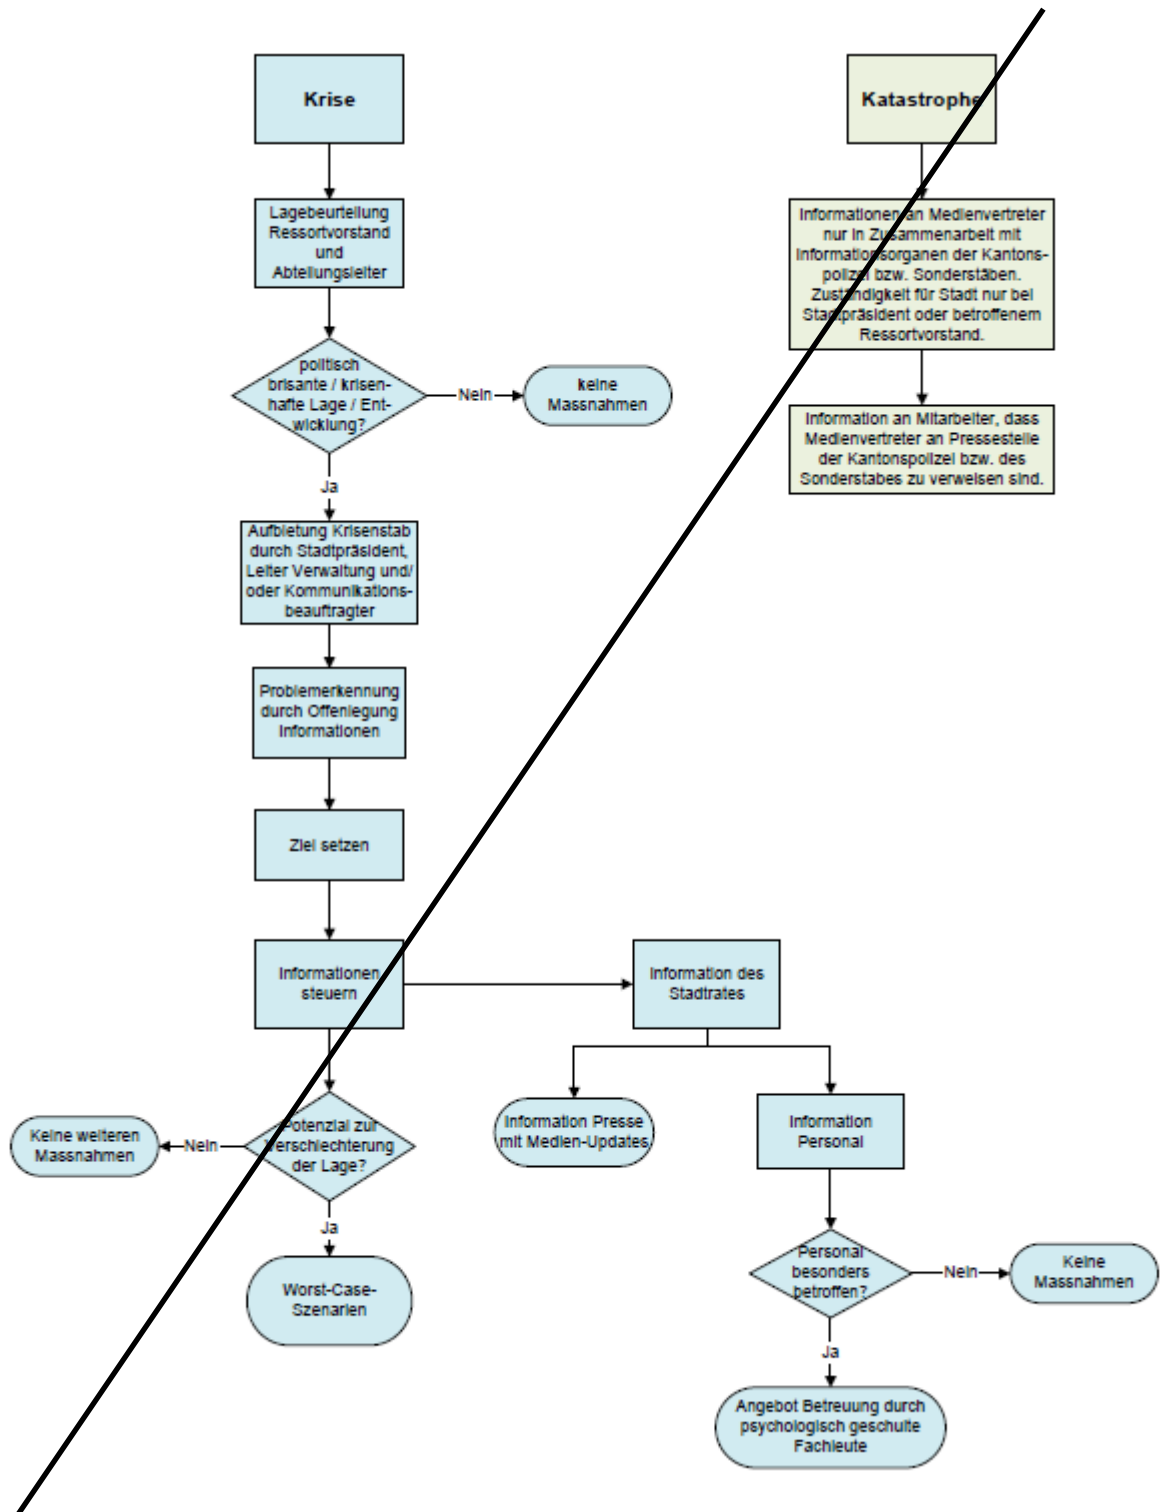 Krise
Lagebeurteilung
Ressortvorstand
und
Abteilungsleiter
politisch
brisante / krisen-
hafte Lage / Ent-
wicklung?
Nein
keine
Massnahmen
Ja
Aufbietung Krisenstab
durch Stadtpräsident,
Leiter Verwaltung und/
oder Kommunikations-
beauftragter
Problemerkennung
durch Offenlegung
Informationen
Ziel setzen
Informationen
steuern
Potenzial zur
Verschlechterung
der Lage?
Nein
Keine weiteren
Massnahmen
Ja
Worst-Case-
Szenarien
Information des
Stadtrates
Information Presse
mit Medien-Updates
Information
Personal
Personal
besonders
betroffen?
Nein
Keine
Massnahmen
Ja
Angebot Betreuung durch
psychologisch geschulte
Fachleute
Katastrophe
Informationen an Medienvertreter
nur in Zusammenarbeit mit
Informationsorganen der Kantons-
polizei bzw. Sonderstäben.
Zuständigkeit für Stadt nur bei
Stadtpräsident oder betroffenem
Ressortvorstand.
Information an Mitarbeiter, dass
Medienvertreter an Pressestelle
der Kantonspolizei bzw. des
Sonderstabes zu verweisen sind.